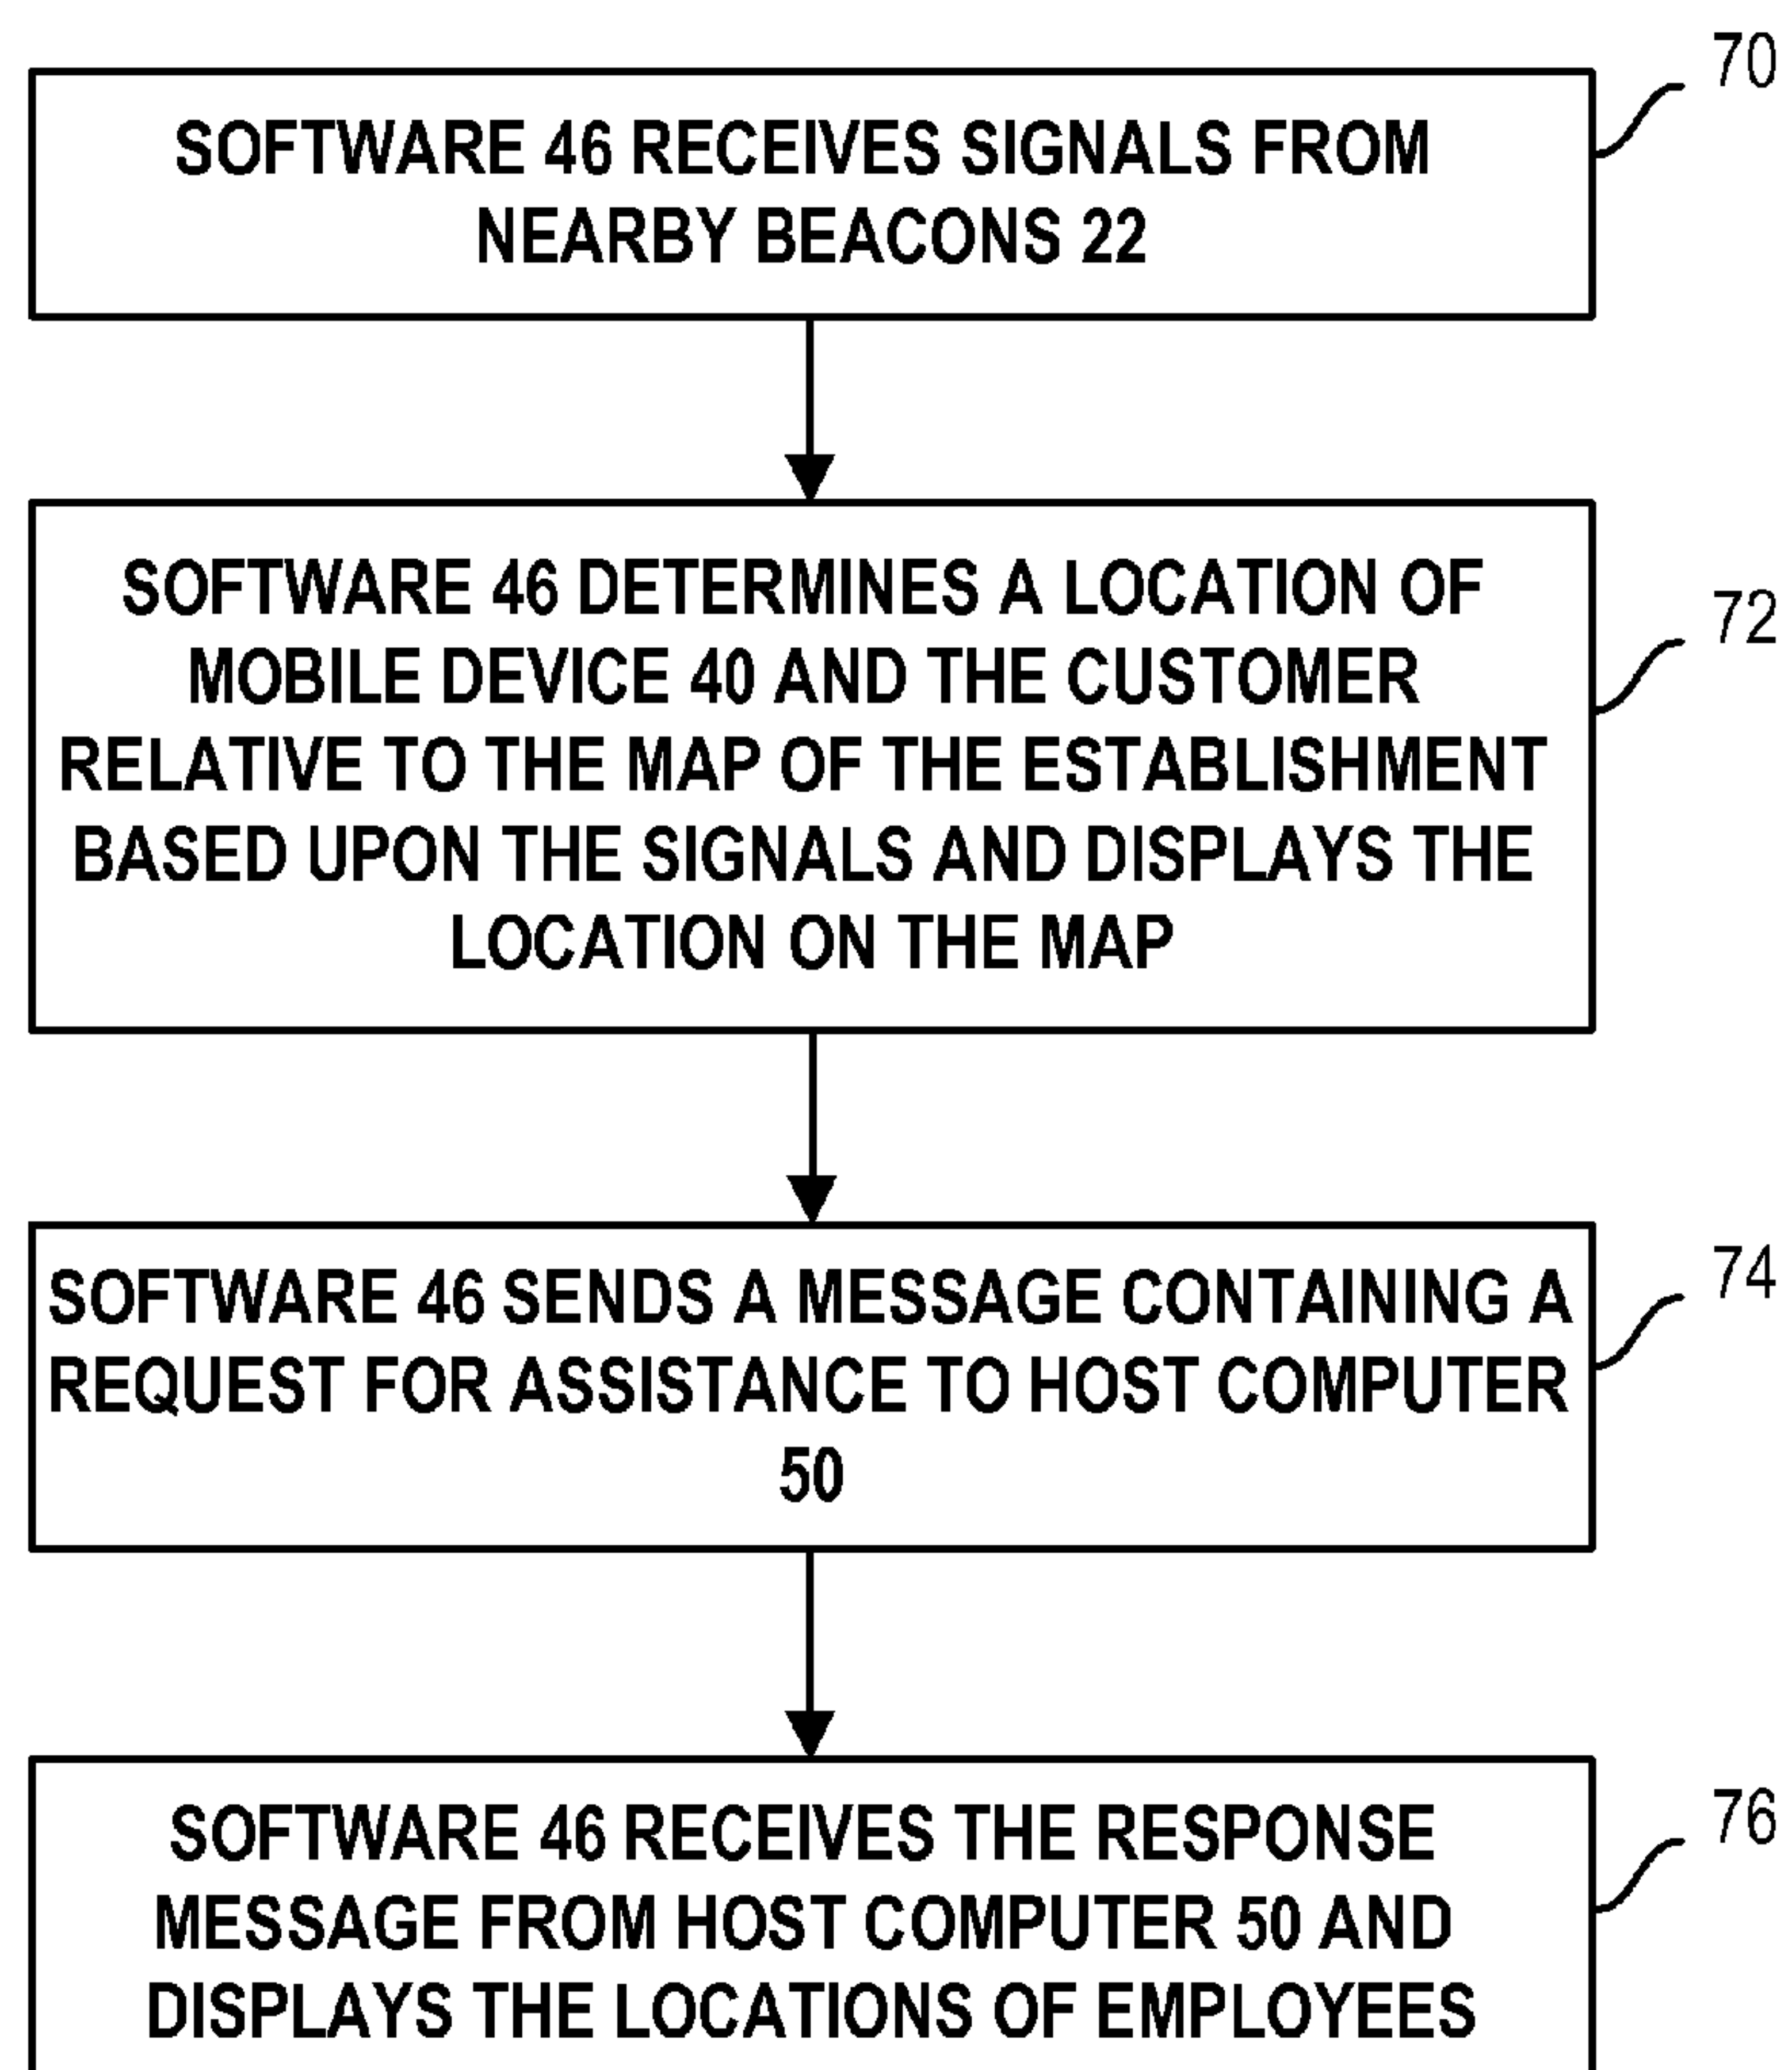 70
SOFTWARE 46 RECEIVES SIGNALS FROM
NEARBY BEACONS 22
72
SOFTWARE 46 DETERMINES A LOCATION OF
MOBILE DEVICE 40 AND THE CUSTOMER
RELATIVE TO THE MAP OF THE ESTABLISHMENT
BASED UPON THE SIGNALS AND DISPLAYS THE
LOCATION ON THE MAP
74
SOFTWARE 46 SENDS A MESSAGE CONTAINING A
REQUEST FOR ASSISTANCE TO HOST COMPUTER
50
76
SOFTWARE 46 RECEIVES THE RESPONSE
MESSAGE FROM HOST COMPUTER 50 AND
DISPLAYS THE LOCATIONS OF EMPLOYEES